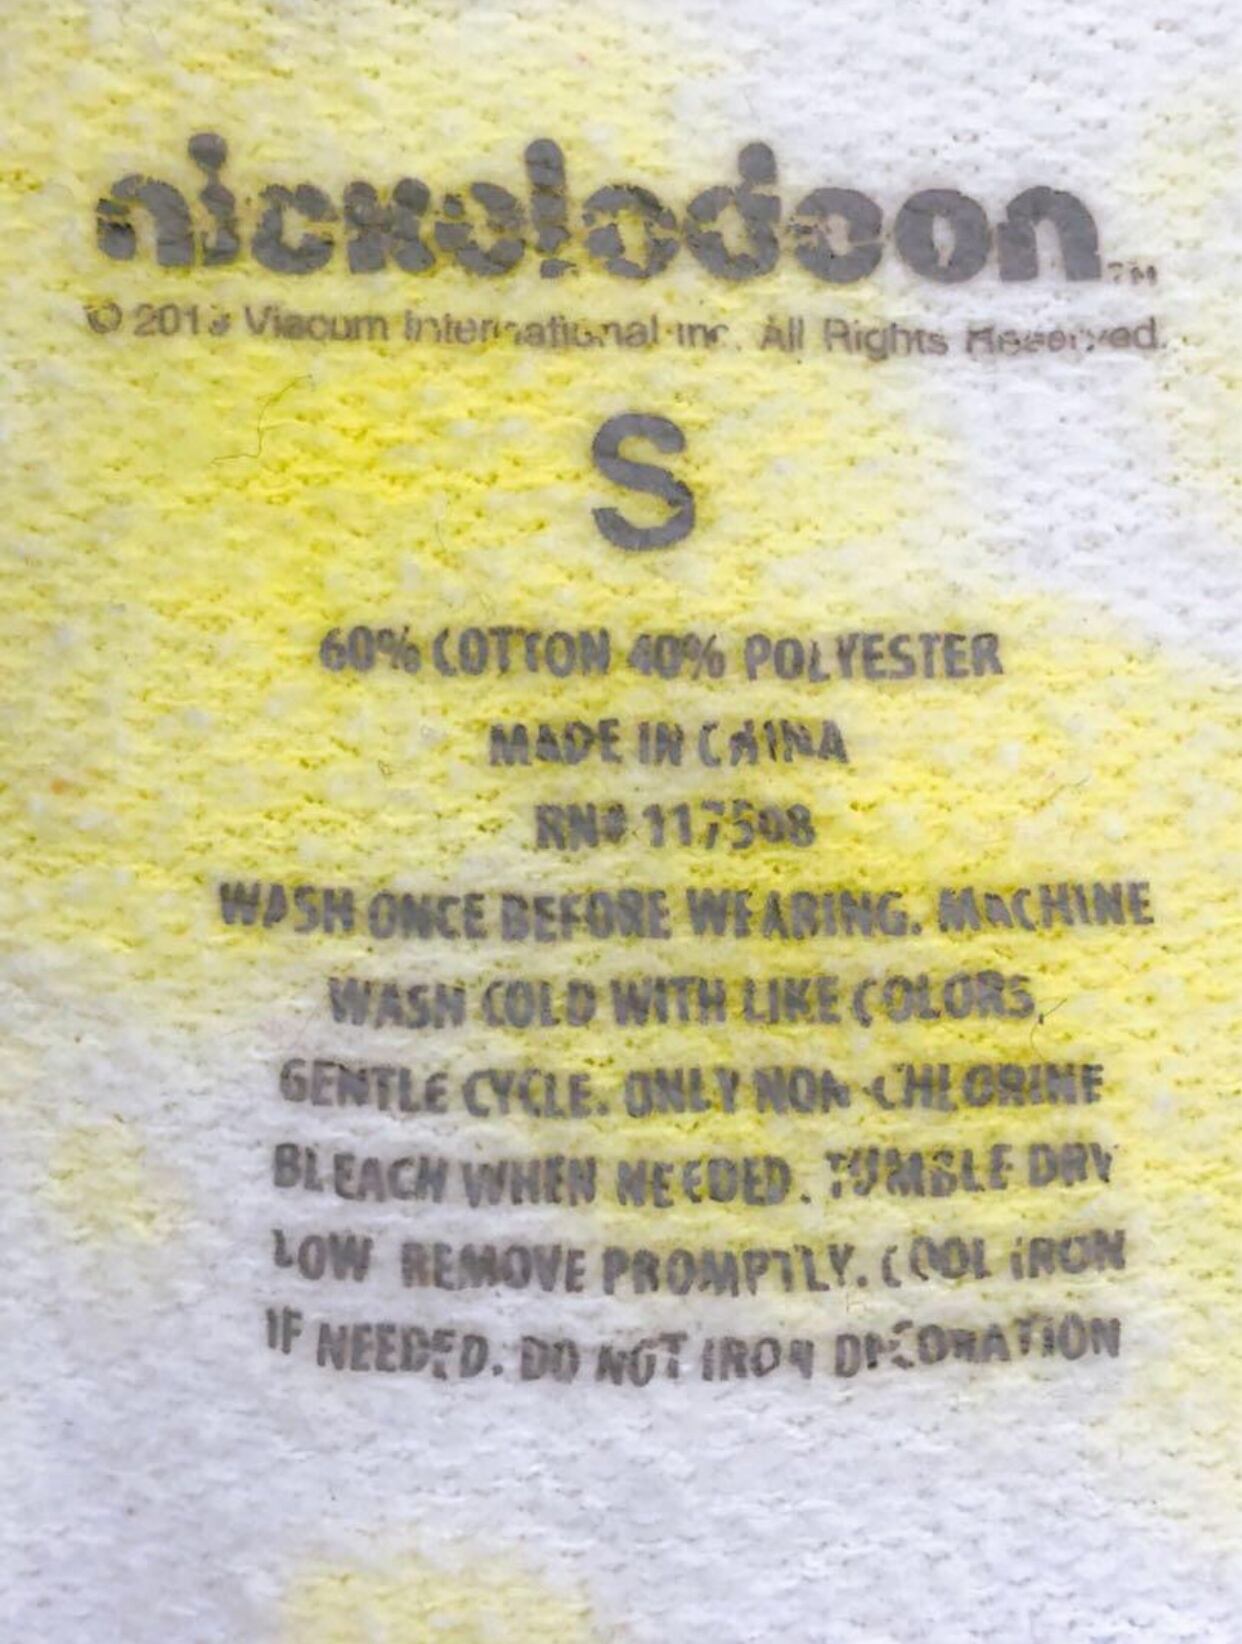 nickelodeon™
© Viacom International Inc. All Rights Reserved.
S
60% COTTON 40% POLYESTER
MADE IN CHINA
RN# 117508
WASH ONCE BEFORE WEARING. MACHINE
WASH COLD WITH LIKE COLORS,
GENTLE CYCLE. ONLY NON-CHLORINE
BLEACH WHEN NEEDED. TUMBLE DRY
LOW REMOVE PROMPTLY. COOL IRON
IF NEEDED. DO NOT IRON DECORATION